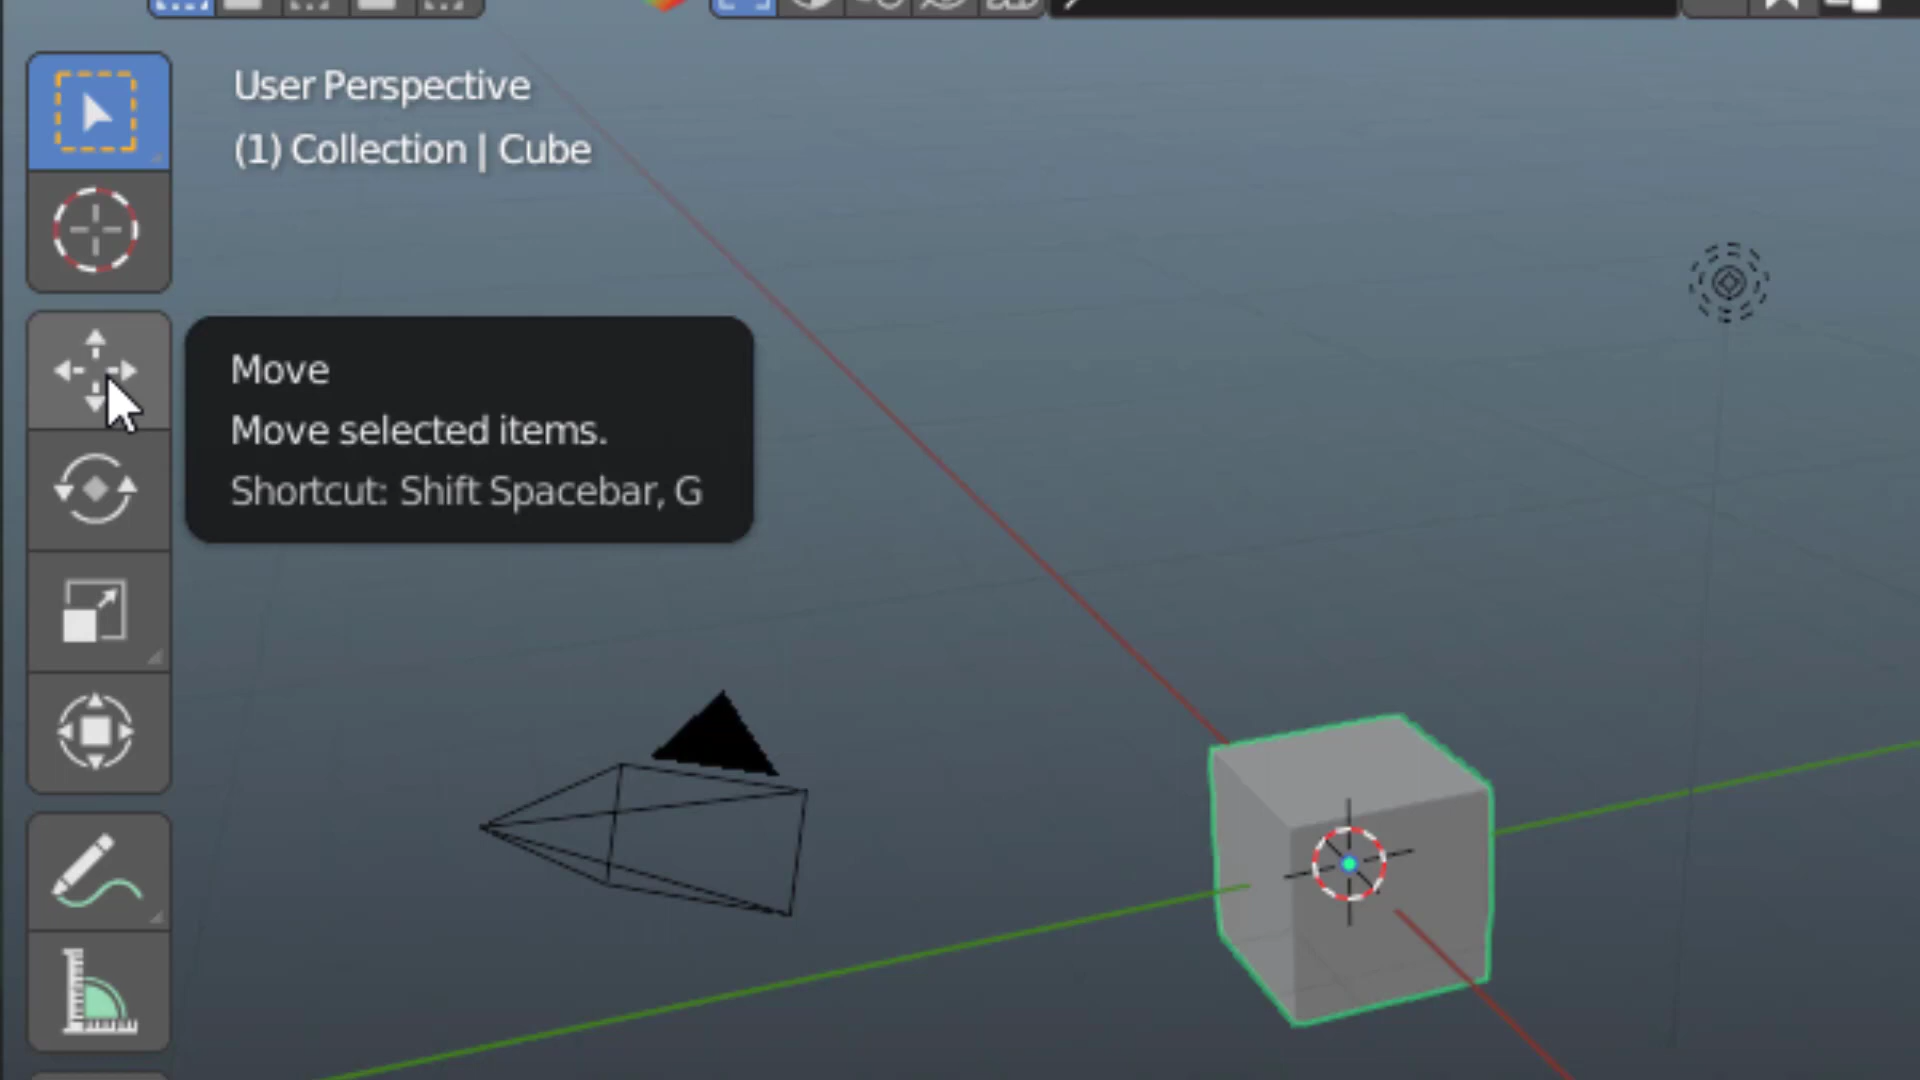 User Perspective
(1) Collection | Cube
Move
Move selected items.
Shortcut: Shift Spacebar, G